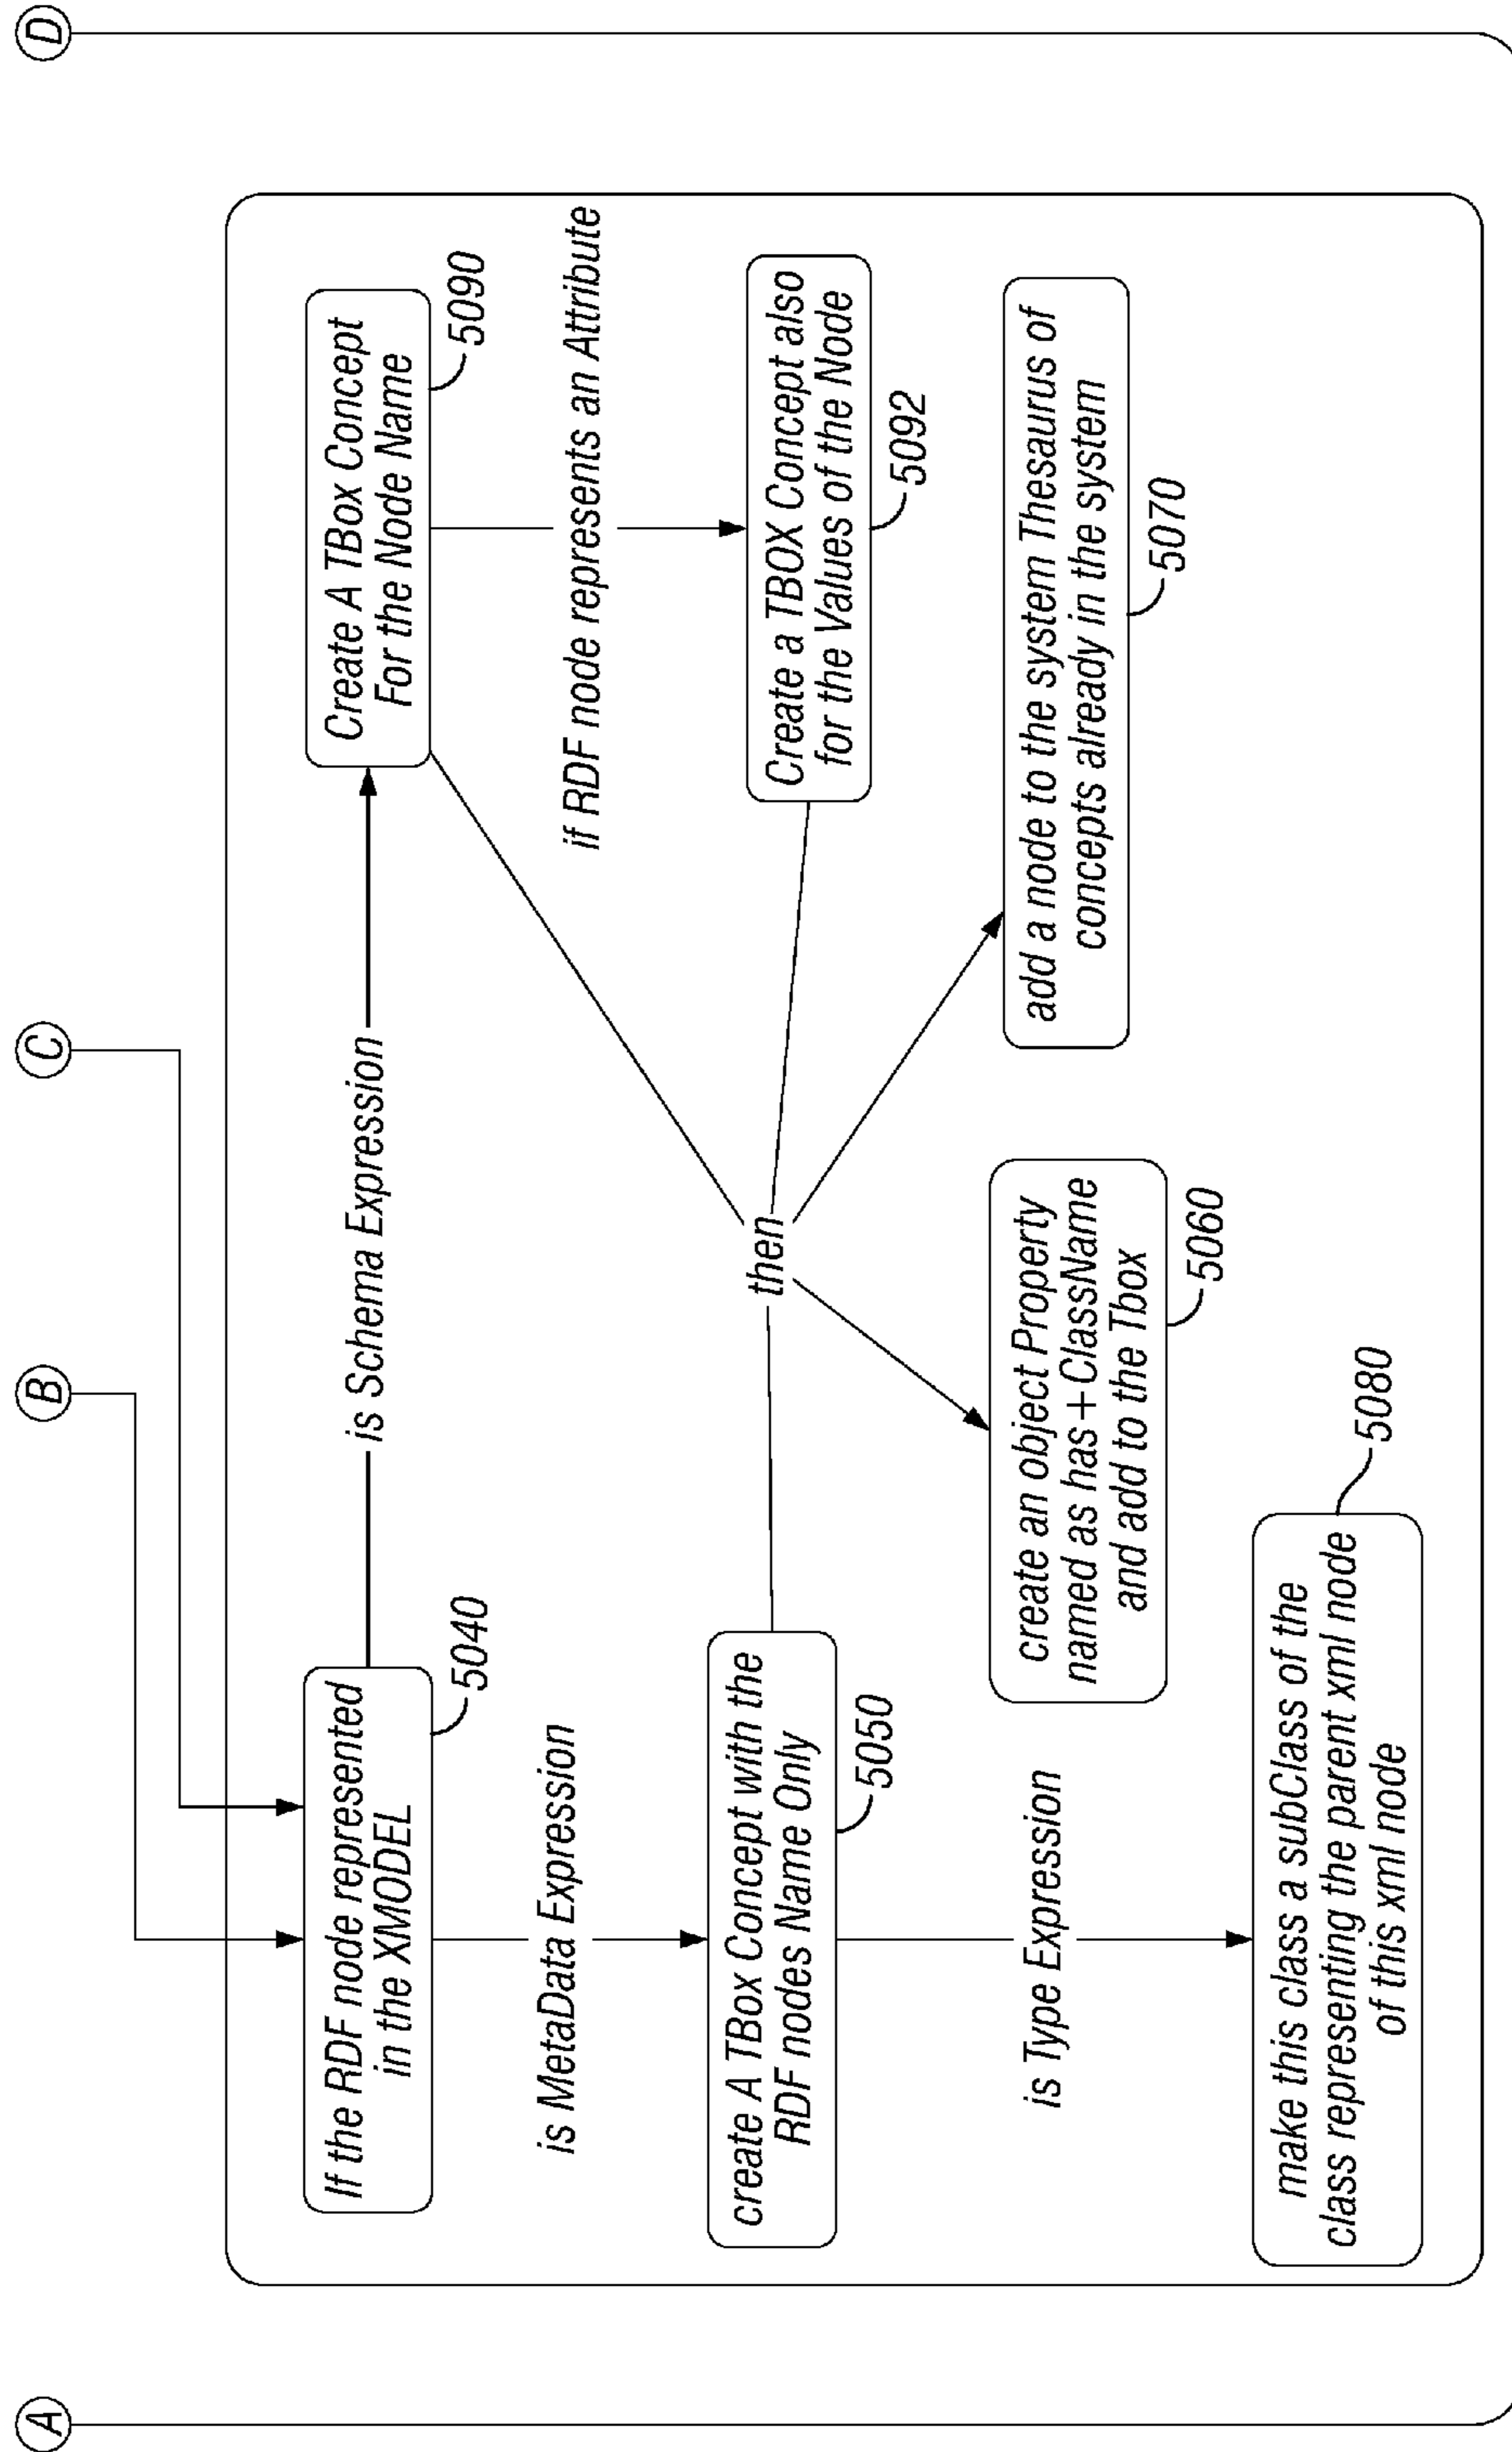 A
B
C
D
If the RDF node represented
in the XMODEL
5040
is Schema Expression
Create A TBox Concept
For the Node Name
5090
is MetaData Expression
if RDF node represents an Attribute
create A TBox Concept with the
RDF nodes Name Only
5050
then
Create a TBOX Concept also
for the Values of the Node
5092
is Type Expression
create an object Property
named as has+ClassName
and add to the Tbox
5060
add a node to the system Thesaurus of
concepts already in the system
5070
make this class a subClass of the
class representing the parent xml node
of this xml node
5080